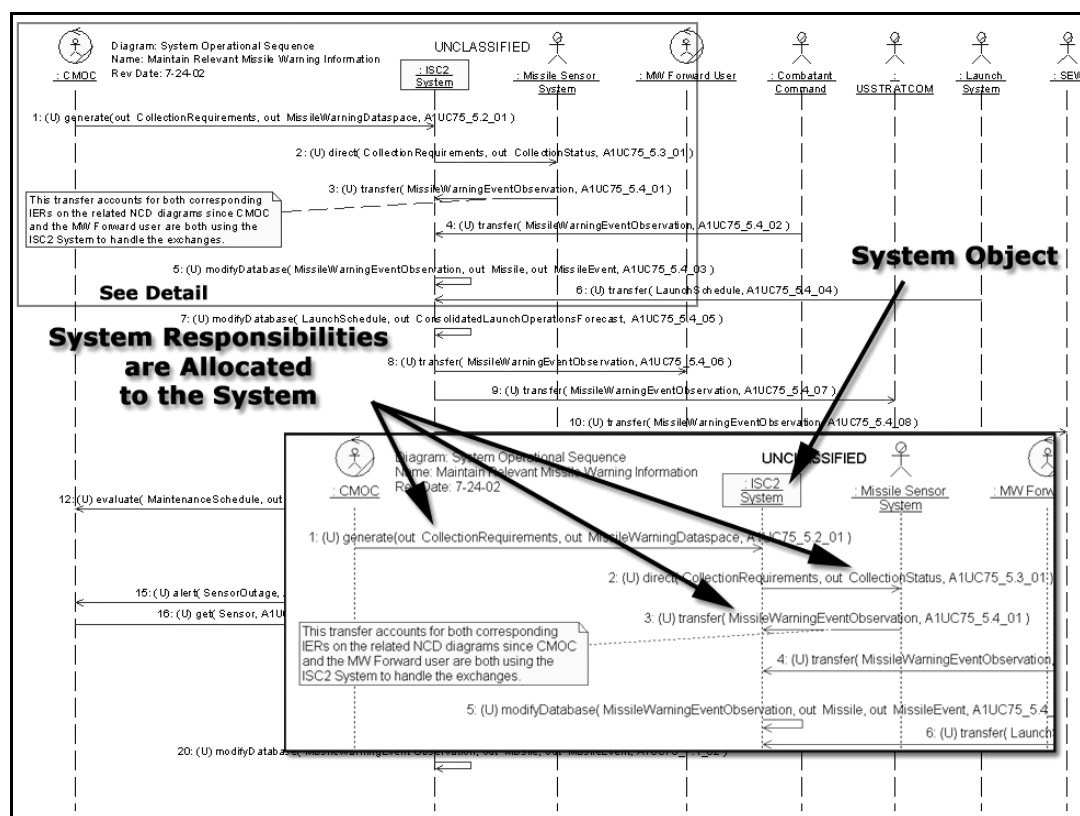 Diagram: System Operational Sequence
Name: Maintain Relevant Missile Warning Information
Rev Date: 7-24-02
UNCLASSIFIED
: CMOC
: ISC2
System
: Missile Sensor
System
: MW Forward User
: Combatant
Command
:
USSTRATCOM
: Launch
System
: SEW
1: (U) generate(out CollectionRequirements, out MissileWarningDataspace, A1UC75_5.2_01)
2: (U) direct( CollectionRequirements, out CollectionStatus, A1UC75_5.3_01 )
3: (U) transfer( MissileWarningEventObservation, A1UC75_5.4_01)
This transfer accounts for both corresponding
IERs on the related NCD diagrams since CMOC
and the MW Forward user are both using the
ISC2 System to handle the exchanges.
4: (U) transfer( MissileWarningEventObservation, A1UC75_5.4_02 )
System Object
5: (U) modifyDatabase( MissileWarningEventObservation, out Missile, out MissileEvent, A1UC75_5.4_03 )
See Detail
6: (U) transfer( LaunchSchedule, A1UC75_5.4_04)
7: (U) modifyDatabase( LaunchSchedule, out ConsolidatedLaunchOperationsForecast, A1UC75_5.4_05 )
System Responsibilities
are Allocated
to the System
8: (U) transfer( MissileWarningEventObservation, A1UC75_5.4_06 )
9: (U) transfer( MissileWarningEventObservation, A1UC75_5.4_07 )
10: (U) transfer( MissileWarningEventObservation, A1UC75_5.4_08 )
12: (U) evaluate( MaintenanceSchedule, out
15: (U) alert( SensorOutage,
16: (U) get( Sensor, A1U
20: (U) modifyDatabase(
Diagram: System Operational Sequence
Name: Maintain Relevant Missile Warning Information
Rev Date: 7-24-02
UNCLASSIFIED
: CMOC
: ISC2
System
: Missile Sensor
System
: MW Forw
1: (U) generate(out CollectionRequirements, out MissileWarningDataspace, A1UC75_5.2_01 )
2: (U) direct( CollectionRequirements, out CollectionStatus, A1UC75_5.3_01 )
3: (U) transfer( MissileWarningEventObservation, A1UC75_5.4_01 )
This transfer accounts for both corresponding
IERs on the related NCD diagrams since CMOC
and the MW Forward user are both using the
ISC2 System to handle the exchanges.
4: (U) transfer( MissileWarningEventObservation,
5: (U) modifyDatabase( MissileWarningEventObservation, out Missile, out MissileEvent, A1UC75_5.4_
6: (U) transfer( Launch